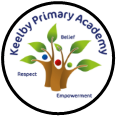 Keelby Primary Academy
Belief
Respect
Empowerment